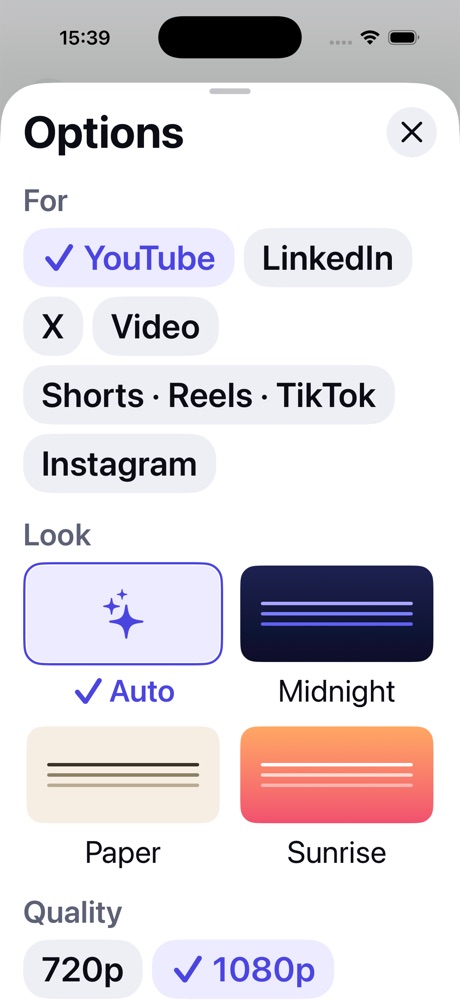 15:39
Options
For
YouTube LinkedIn
X Video
Shorts · Reels · TikTok
Instagram
Look
Auto Midnight
Paper Sunrise
Quality
720p 1080p